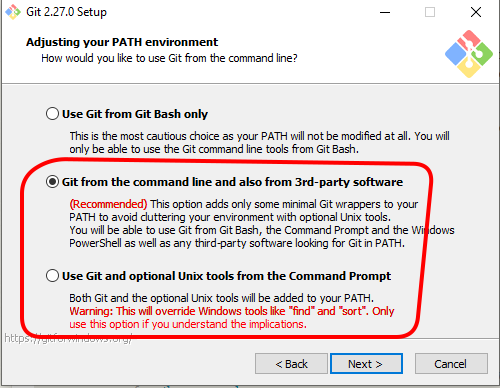 Git 2.27.0 Setup
Adjusting your PATH environment
How would you like to use Git from the command line?
Use Git from Git Bash only
This is the most cautious choice as your PATH will not be modified at all. You will
only be able to use the Git command line tools from Git Bash.
Git from the command line and also from 3rd-party software
(Recommended) This option adds only some minimal Git wrappers to your
PATH to avoid cluttering your environment with optional Unix tools.
You will be able to use Git from Git Bash, the Command Prompt and the Windows
PowerShell as well as any third-party software looking for Git in PATH.
Use Git and optional Unix tools from the Command Prompt
Both Git and the optional Unix tools will be added to your PATH.
Warning: This will override Windows tools like "find" and "sort". Only
use this option if you understand the implications.
https://gitforwindows.org/
< Back
Next >
Cancel